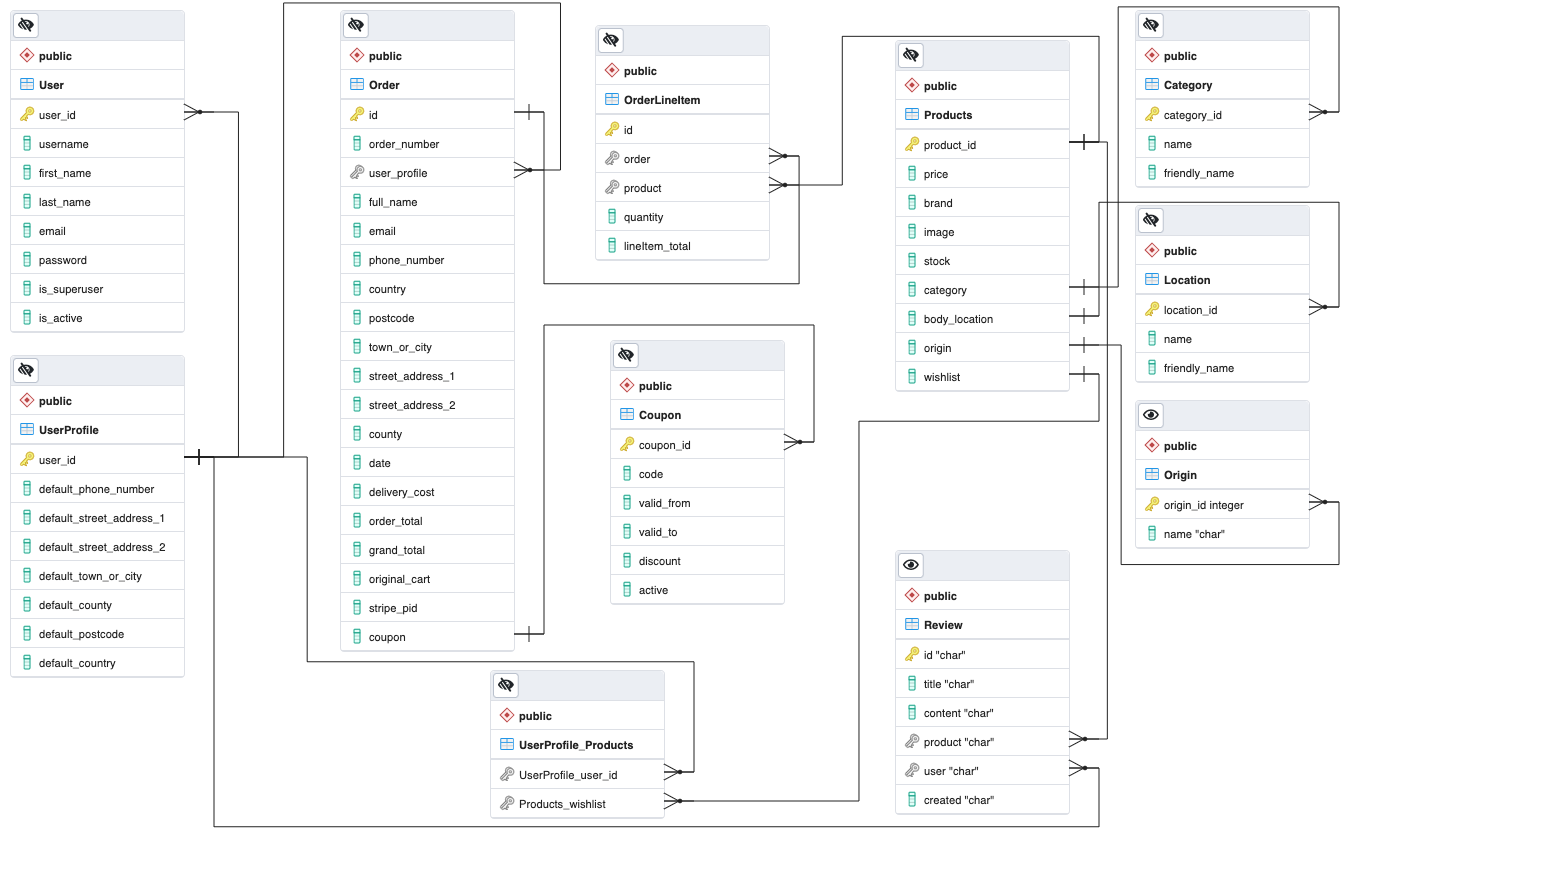 public
User
user_id
username
first_name
last_name
email
password
is_superuser
is_active
public
UserProfile
user_id
default_phone_number
default_street_address_1
default_street_address_2
default_town_or_city
default_county
default_postcode
default_country
public
Order
id
order_number
user_profile
full_name
email
phone_number
country
postcode
town_or_city
street_address_1
street_address_2
county
date
delivery_cost
order_total
grand_total
original_cart
stripe_pid
coupon
public
OrderLineItem
id
order
product
quantity
lineItem_total
public
Coupon
coupon_id
code
valid_from
valid_to
discount
active
public
UserProfile_Products
UserProfile_user_id
Products_wishlist
public
Products
product_id
price
brand
image
stock
category
body_location
origin
wishlist
public
Review
id "char"
title "char"
content "char"
product "char"
user "char"
created "char"
public
Category
category_id
name
friendly_name
public
Location
location_id
name
friendly_name
public
Origin
origin_id integer
name "char"